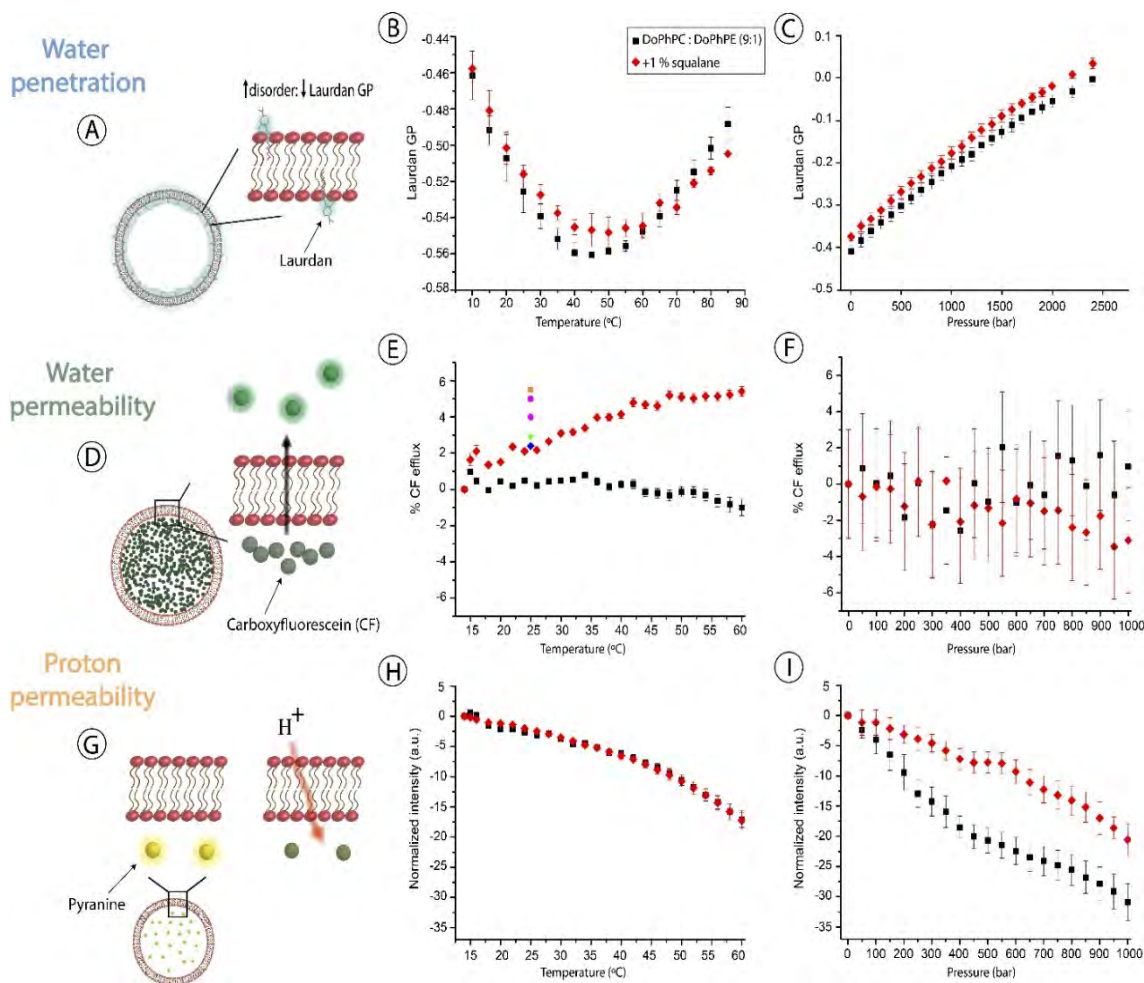 Water
penetration
A
↑disorder: ↓ Laurdan GP
Laurdan
B
Laurdan GP
-0.44
-0.46
-0.48
-0.50
-0.52
-0.54
-0.56
-0.58
10 20 30 40 50 60 70 80 90
Temperature (ºC)
DoPhPC : DoPhPE (9:1)
+1 % squalane
C
Laurdan GP
0.1
0.0
-0.1
-0.2
-0.3
-0.4
-0.5
0 500 1000 1500 2000 2500
Pressure (bar)
Water
permeability
D
Carboxyfluorescein (CF)
E
% CF efflux
6
4
2
0
-2
-4
-6
15 20 25 30 35 40 45 50 55 60
Temperature (ºC)
F
% CF efflux
6
4
2
0
-2
-4
-6
0 100 200 300 400 500 600 700 800 900 1000
Pressure (bar)
Proton
permeability
G
H+
Pyranine
H
Normalized intensity (a.u.)
5
0
-5
-10
-15
-20
-25
-30
-35
15 20 25 30 35 40 45 50 55 60
Temperature (ºC)
I
Normalized intensity (a.u.)
5
0
-5
-10
-15
-20
-25
-30
-35
0 100 200 300 400 500 600 700 800 900 1000
Pressure (bar)